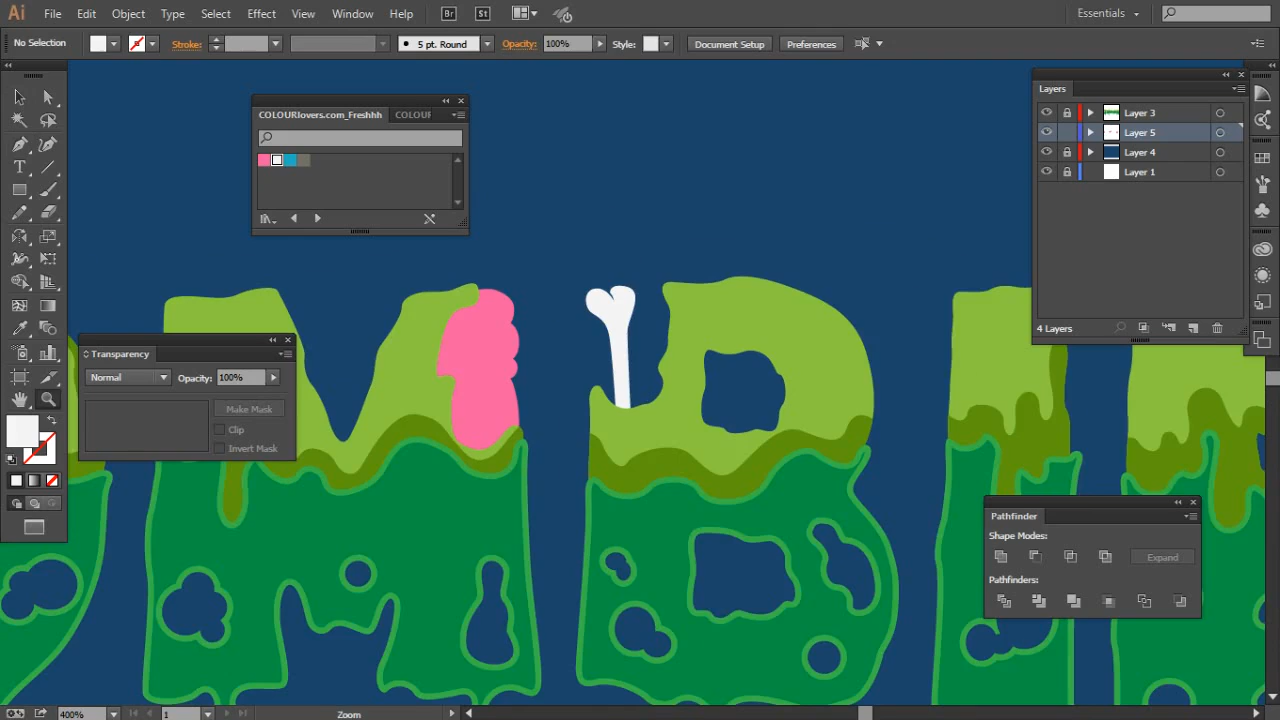 Ai File Edit Object Type Select Effect View Window Help Br St Essentials
No Selection Stroke: 5 pt. Round Opacity: 100% Style: Document Setup Preferences
Layers
COLOURlovers.com_Freshhh COLOUR
Layer 3
Layer 5
Layer 4
Layer 1
4 Layers
Transparency
Normal Opacity: 100%
Make Mask
Clip
Invert Mask
MB
Pathfinder
Shape Modes:
Expand
Pathfinders:
400% 1 Zoom